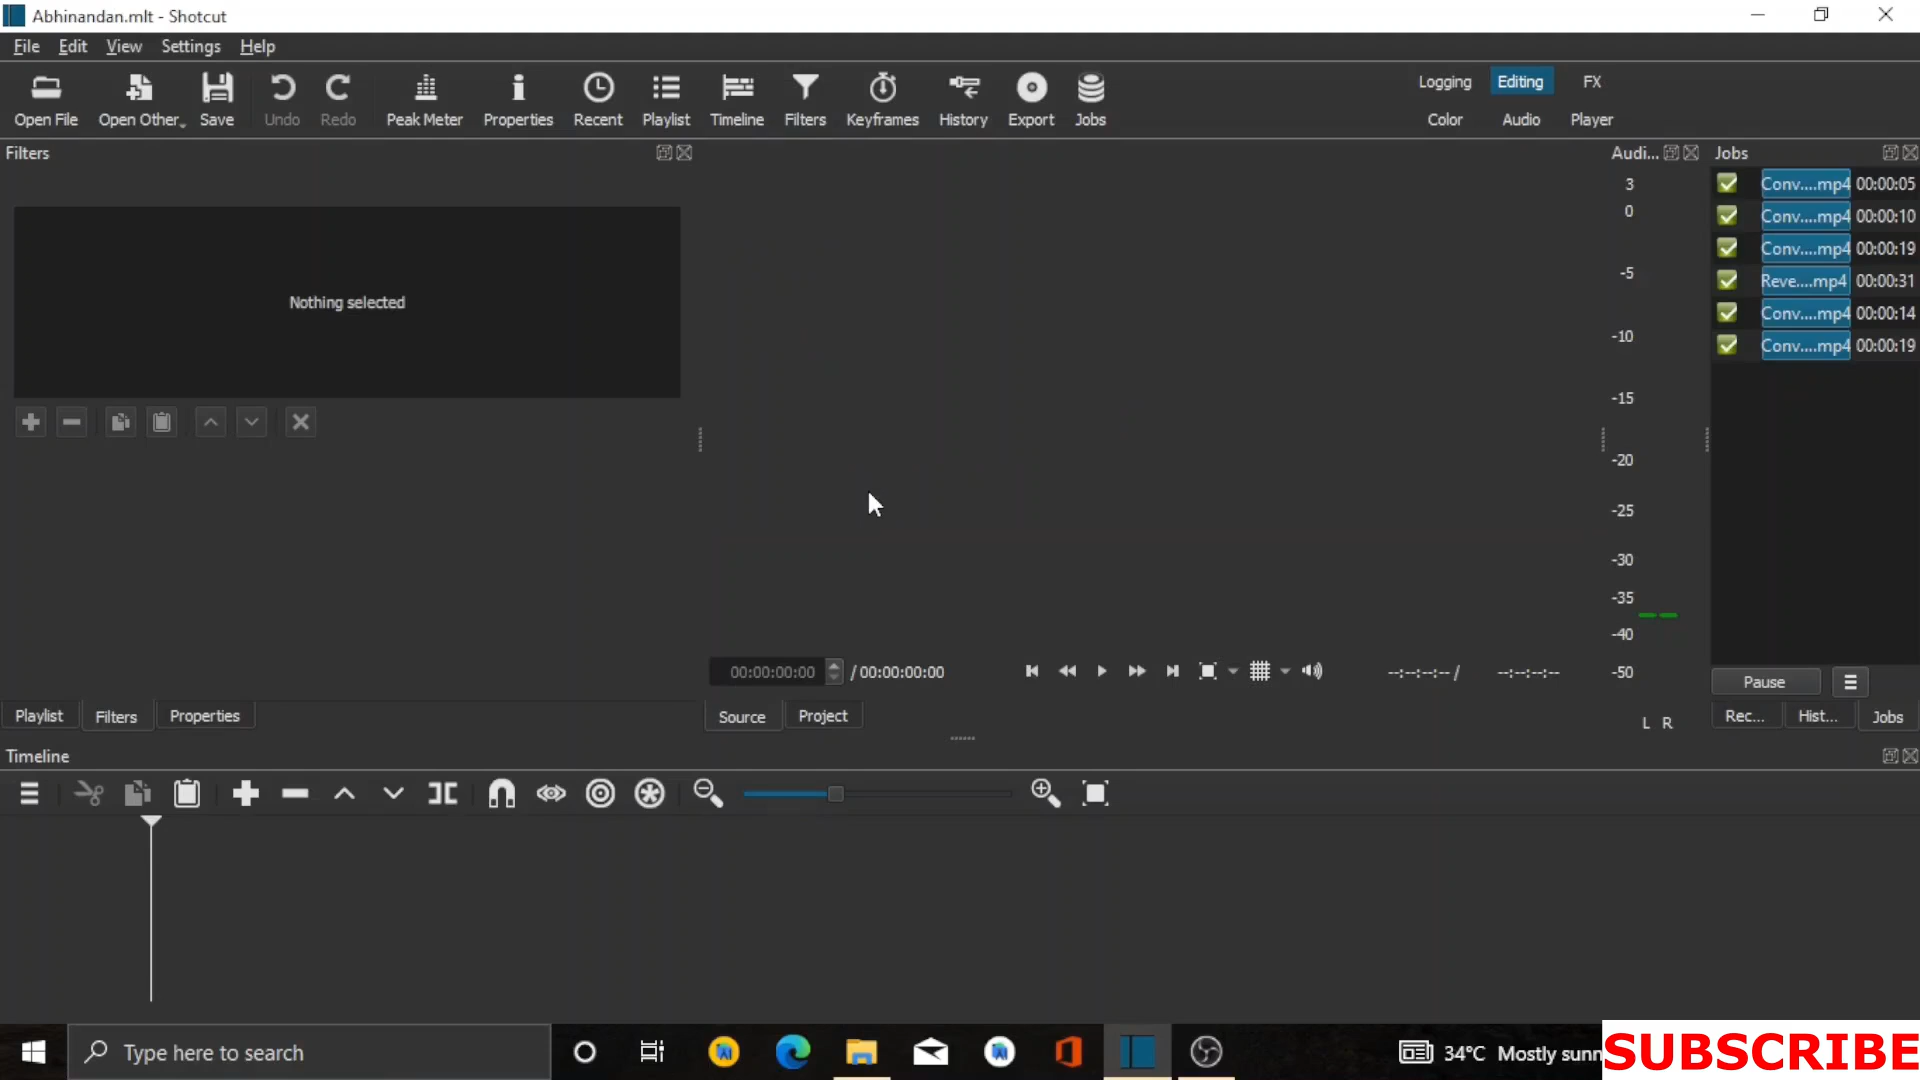 Abhinandan.mlt - Shotcut
File Edit View Settings Help
Open File Open Other Save Undo Redo Peak Meter Properties Recent Playlist Timeline Filters Keyframes History Export Jobs
Logging Editing FX
Color Audio Player
Filters
Audi... Jobs
Nothing selected
3
0
-5
-10
-15
-20
-25
-30
-35
-40
-50
L R
Conv....mp4 00:00:05
Conv....mp4 00:00:10
Conv....mp4 00:00:19
Reve....mp4 00:00:31
Conv....mp4 00:00:14
Conv....mp4 00:00:19
00:00:00:00 / 00:00:00:00
--:--:--:-- / --:--:--:--
Pause
Playlist Filters Properties
Source Project
Rec... Hist... Jobs
Timeline
Type here to search
34°C Mostly sunn
SUBSCRIBE